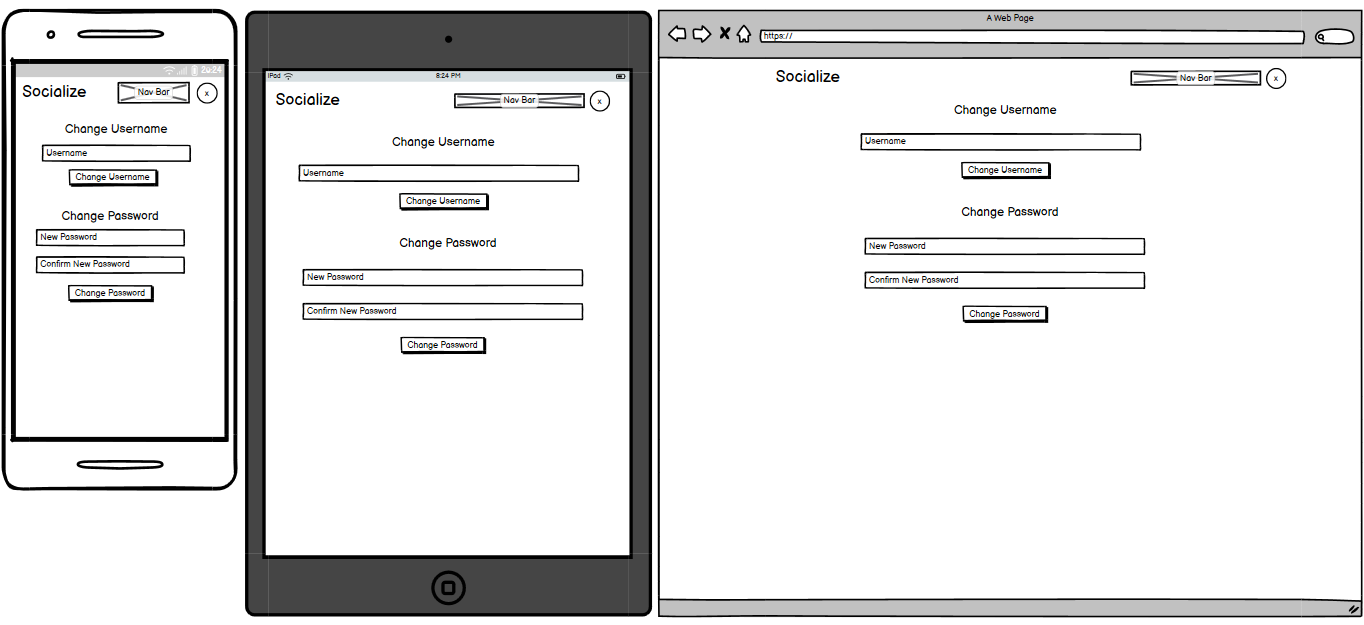 20:24
Socialize
Nav Bar
x
Change Username
Username
Change Username
Change Password
New Password
Confirm New Password
Change Password
iPad
8:24 PM
Socialize
Nav Bar
x
Change Username
Username
Change Username
Change Password
New Password
Confirm New Password
Change Password
A Web Page
https://
Socialize
Nav Bar
x
Change Username
Username
Change Username
Change Password
New Password
Confirm New Password
Change Password